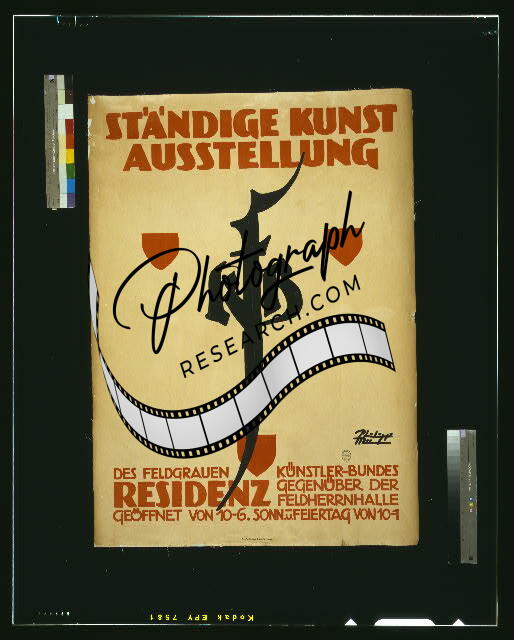 STÄNDIGE KUNST
AUSSTELLUNG
Photograph
RESEARCH.COM
DES FELDGRAUEN KÜNSTLER-BUNDES
RESIDENZ GEGENÜBER DER
FELDHERRNHALLE
GEÖFFNET VON 10-6. SONN.u.FEIERTAG VON 10-1
Kodak EPY 7581